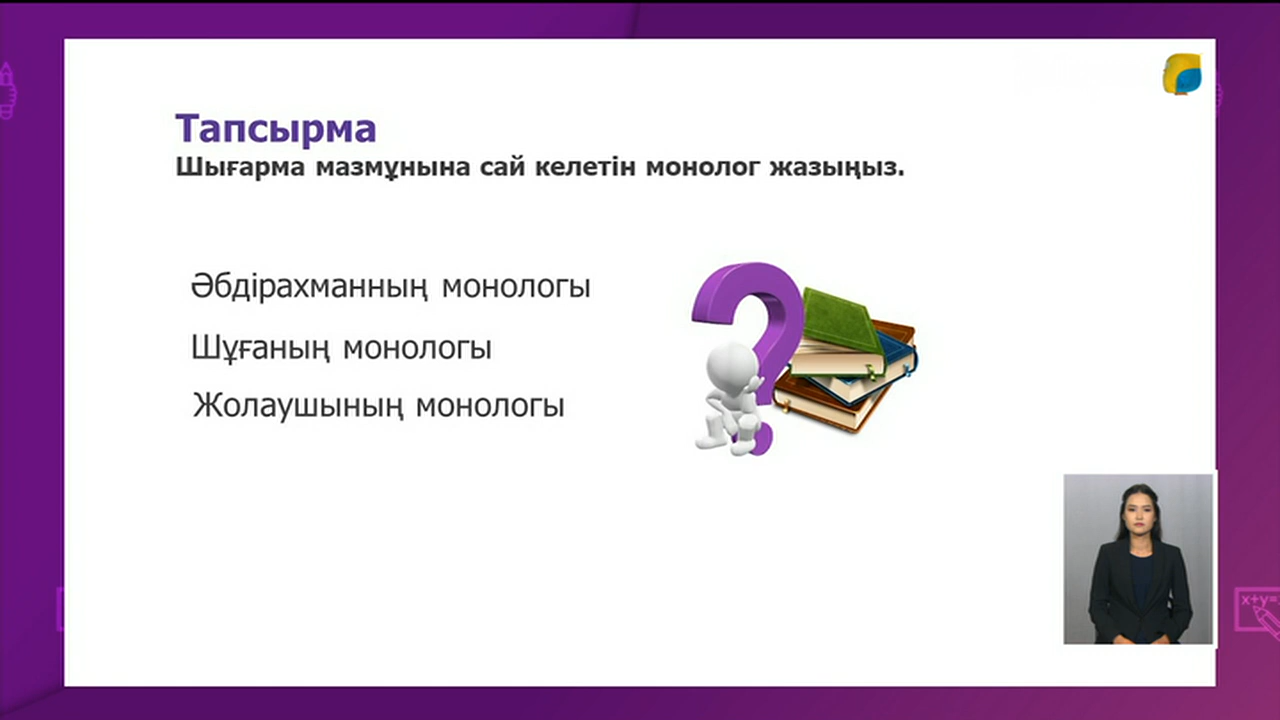 Тапсырма
Шығарма мазмұнына сай келетін монолог жазыңыз.
Әбдірахманның монологы
Шұғаның монологы
Жолаушының монологы
x+y=